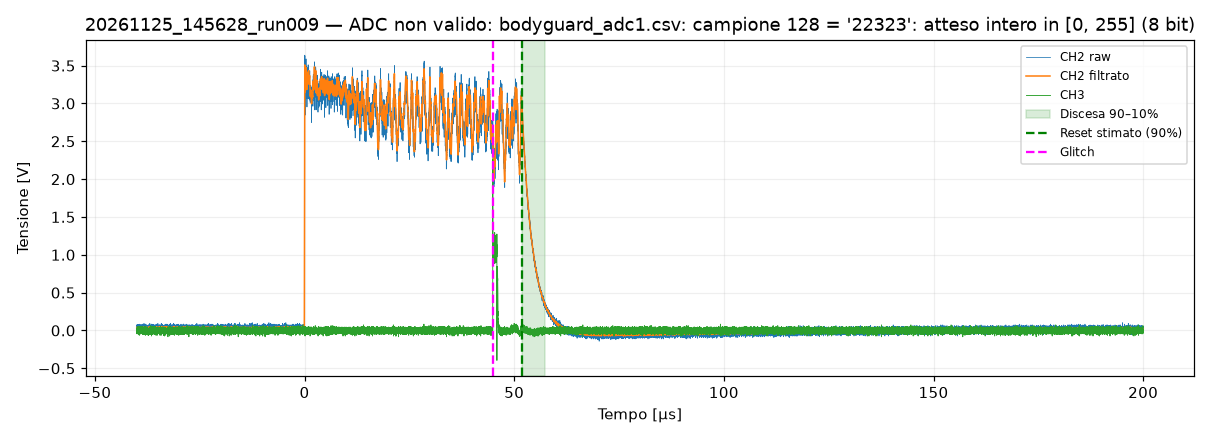 20261125_145628_run009 — ADC non valido: bodyguard_adc1.csv: campione 128 = '22323': atteso intero in [0, 255] (8 bit)
Tensione [V]
3.5
3.0
2.5
2.0
1.5
1.0
0.5
0.0
−0.5
CH2 raw
CH2 filtrato
CH3
Discesa 90–10%
Reset stimato (90%)
Glitch
−50
0
50
100
150
200
Tempo [µs]